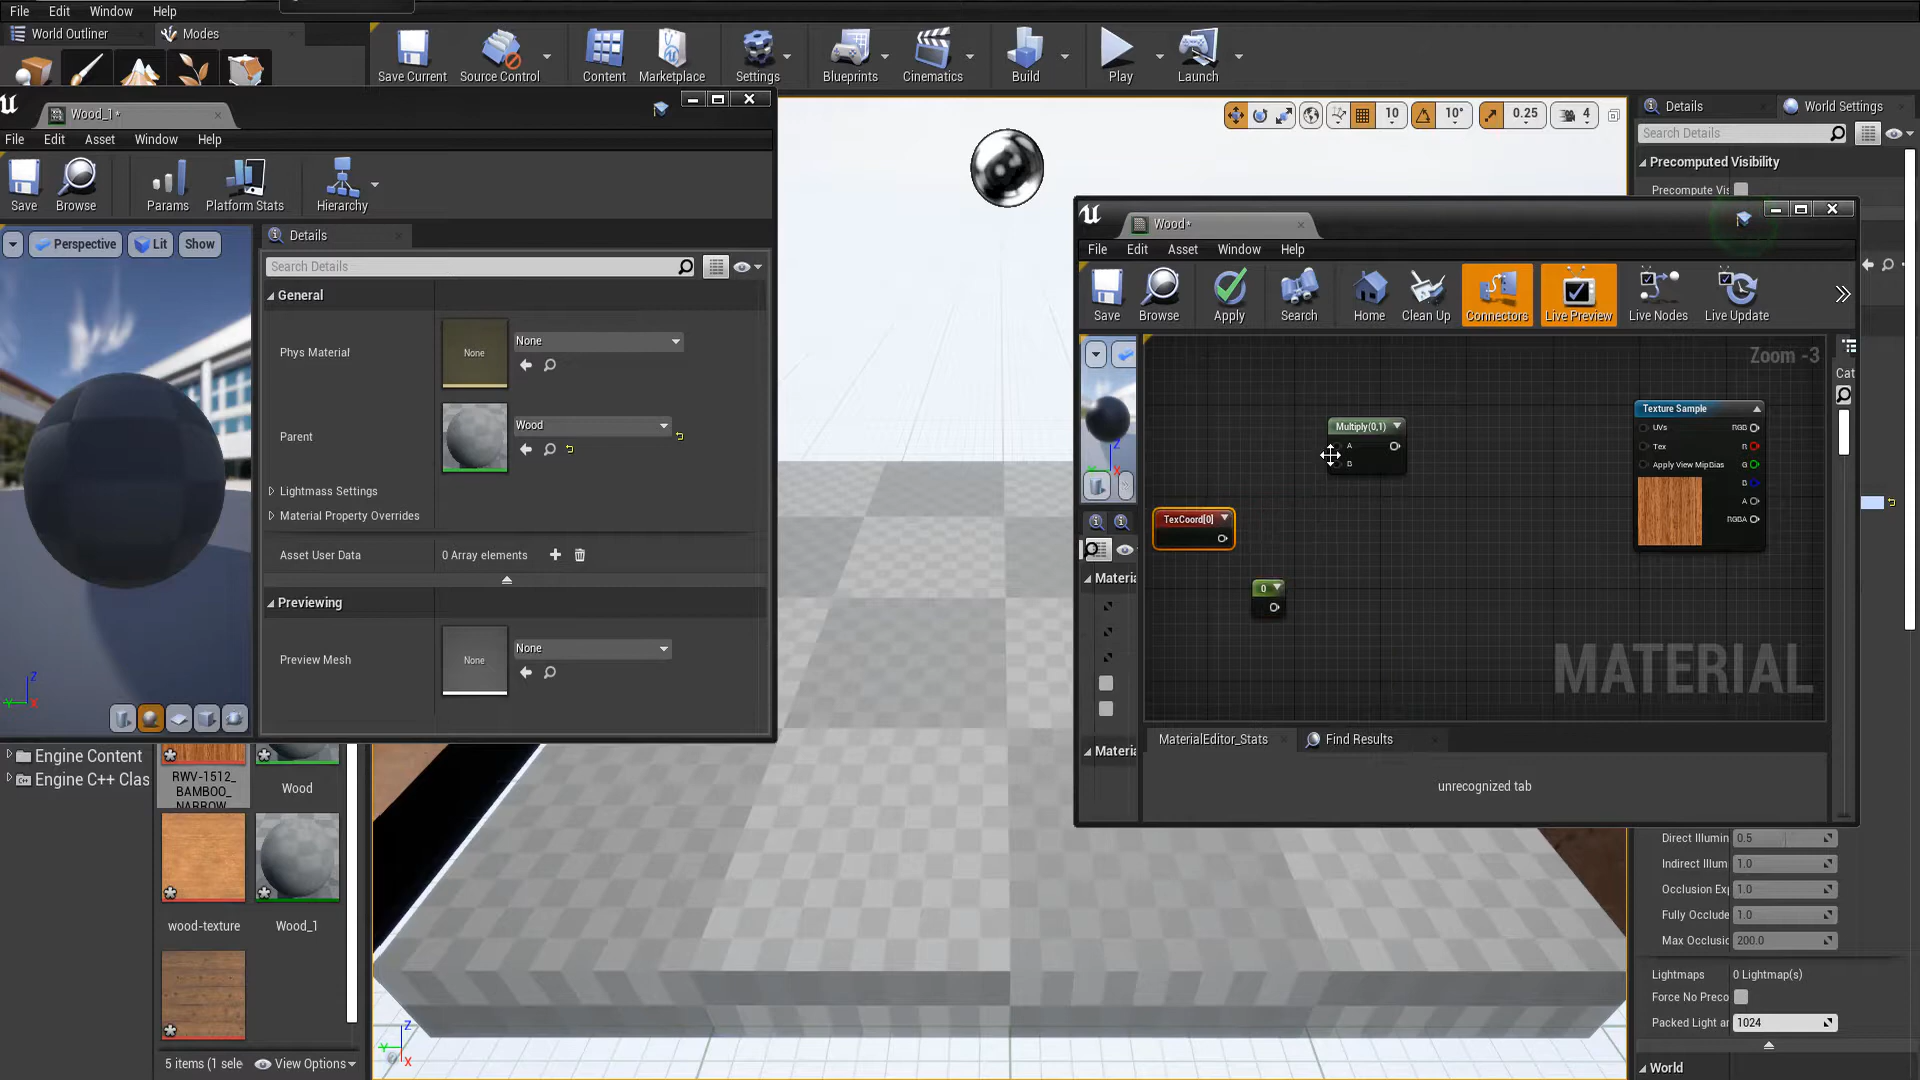 File Edit Window Help
World Outliner Modes
Save Current Source Control Content Marketplace Settings Blueprints Cinematics Build Play Launch
Wood_1*
File Edit Asset Window Help
Save Browse Params Platform Stats Hierarchy
Perspective Lit Show
Details
Search Details
General
Phys Material None None
Parent Wood
Lightmass Settings
Material Property Overrides
Asset User Data 0 Array elements
Previewing
Preview Mesh None None
Z
Y
X
10 10° 0.25 4
Details World Settings
Search Details
Precomputed Visibility
Precompute Vis
Wood*
File Edit Asset Window Help
Save Browse Apply Search Home Clean Up Connectors Live Preview Live Nodes Live Update
Zoom -3
Cat
Multiply(0,1)
A
B
TexCoord[0]
0
Texture Sample
UVs RGB
Tex R
Apply View MipBias G
B
A
RGBA
Z
X
Materia
Materia
MATERIAL
MaterialEditor_Stats Find Results
unrecognized tab
Engine Content
Engine C++ Clas
RWV-1512_
BAMBOO_
NARROW
Wood
wood-texture
Wood_1
5 items (1 sele View Options
Z
Y
X
Direct Illumin 0.5
Indirect Illum 1.0
Occlusion Ex 1.0
Fully Occlude 1.0
Max Occlusic 200.0
Lightmaps 0 Lightmap(s)
Force No Preco
Packed Light ar 1024
World